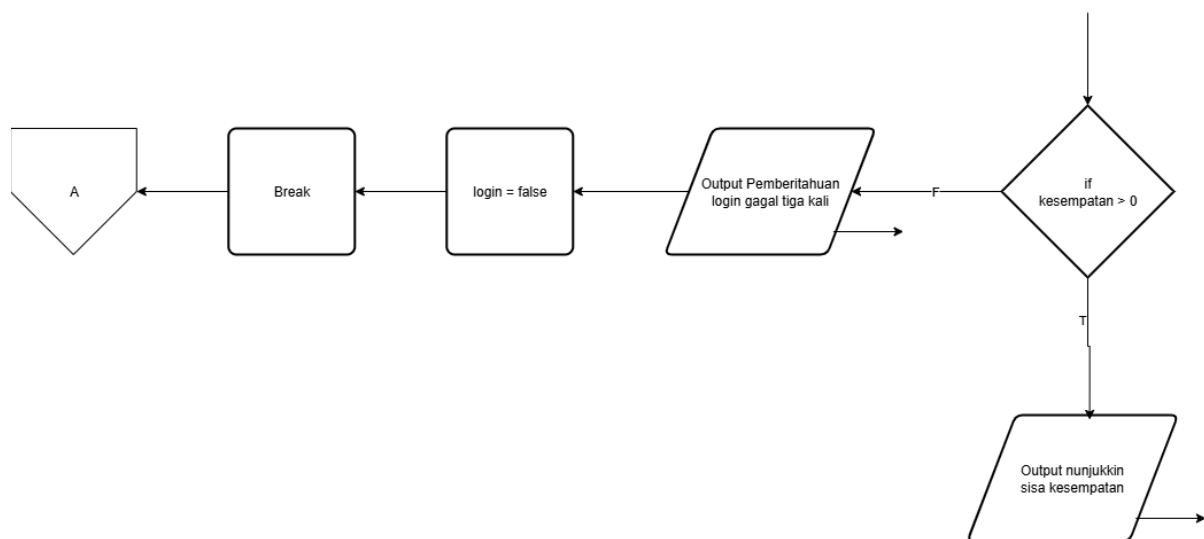 A
Break
login = false
Output Pemberitahuan
login gagal tiga kali
F
if
kesempatan > 0
T
Output nunjukkin
sisa kesempatan